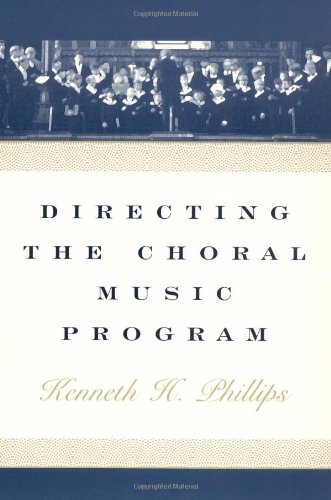 DIRECTING
THE CHORAL
MUSIC
PROGRAM
Kenneth H. Phillips